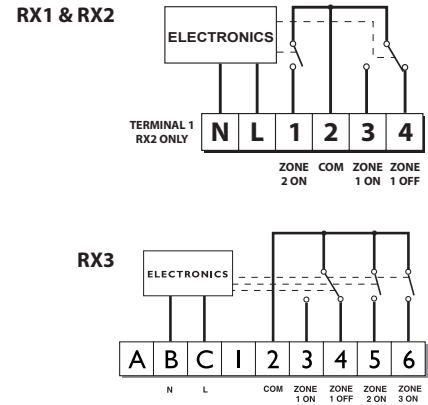 RX1 & RX2
ELECTRONICS
TERMINAL 1
RX2 ONLY
N L 1 2 3 4
ZONE 2 ON COM ZONE 1 ON ZONE 1 OFF
RX3
ELECTRONICS
A B C I 2 3 4 5 6
N L COM ZONE 1 ON ZONE 1 OFF ZONE 2 ON ZONE 3 ON